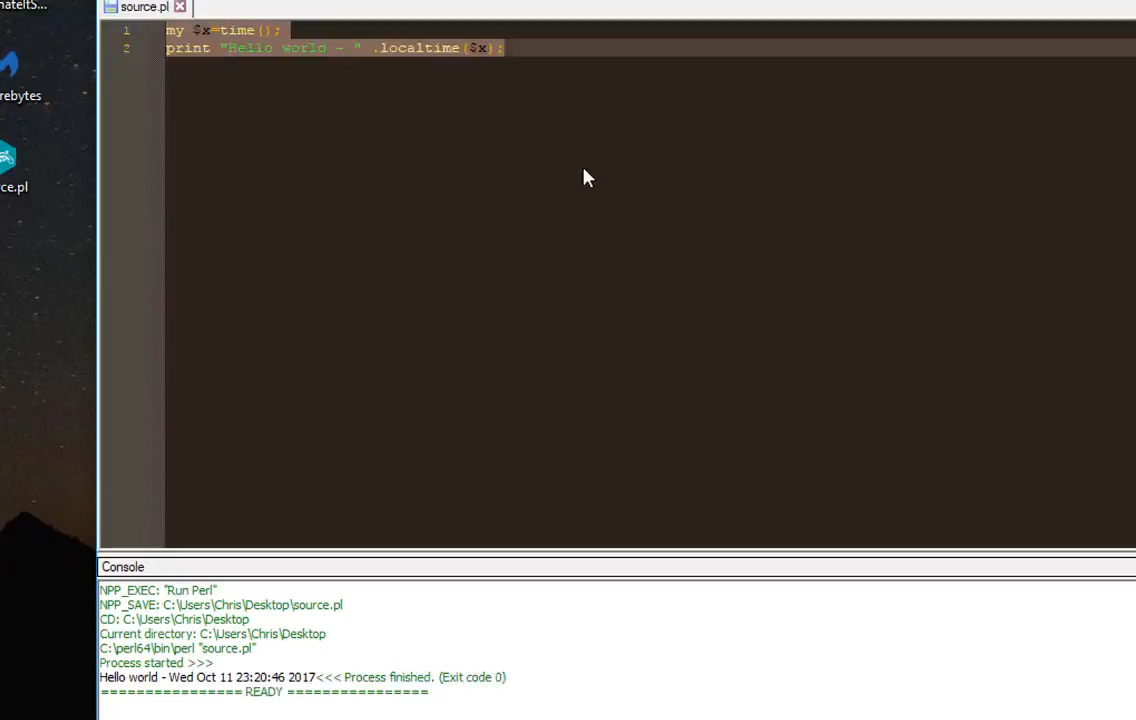 nateItS...
source.pl
1 my $x=time();
2 print "Hello world - " .localtime($x);
rebytes
rce.pl
Console
NPP_EXEC: "Run Perl"
NPP_SAVE: C:\Users\Chris\Desktop\source.pl
CD: C:\Users\Chris\Desktop
Current directory: C:\Users\Chris\Desktop
C:\perl64\bin\perl "source.pl"
Process started >>>
Hello world - Wed Oct 11 23:20:46 2017<<< Process finished. (Exit code 0)
================ READY ================